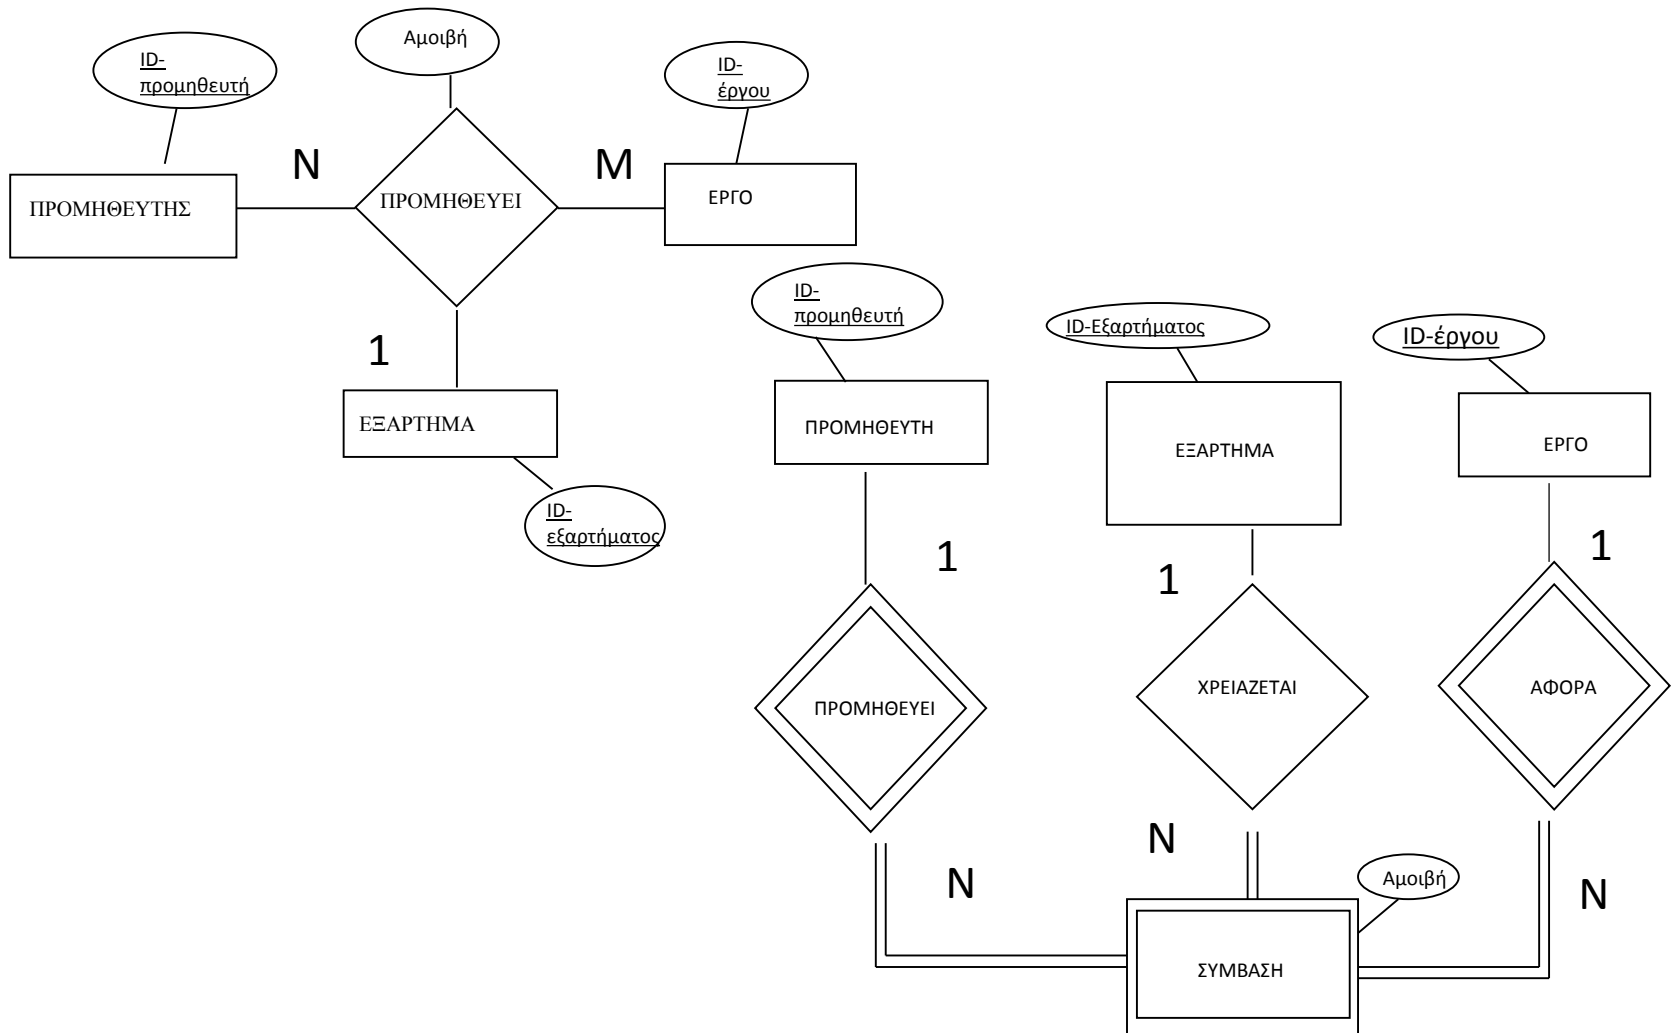 Αμοιβή
ID-
προμηθευτή
ID-
έργου
N
M
ΠΡΟΜΗΘΕΥΤΗΣ
ΠΡΟΜΗΘΕΥΕΙ
ΕΡΓΟ
1
ΕΞΑΡΤΗΜΑ
ID-
εξαρτήματος
ID-
προμηθευτή
ID-Εξαρτήματος
ID-έργου
ΠΡΟΜΗΘΕΥΤΗ
ΕΞΑΡΤΗΜΑ
ΕΡΓΟ
1
1
1
ΠΡΟΜΗΘΕΥΕΙ
ΧΡΕΙΑΖΕΤΑΙ
ΑΦΟΡΑ
N
N
N
Αμοιβή
ΣΥΜΒΑΣΗ